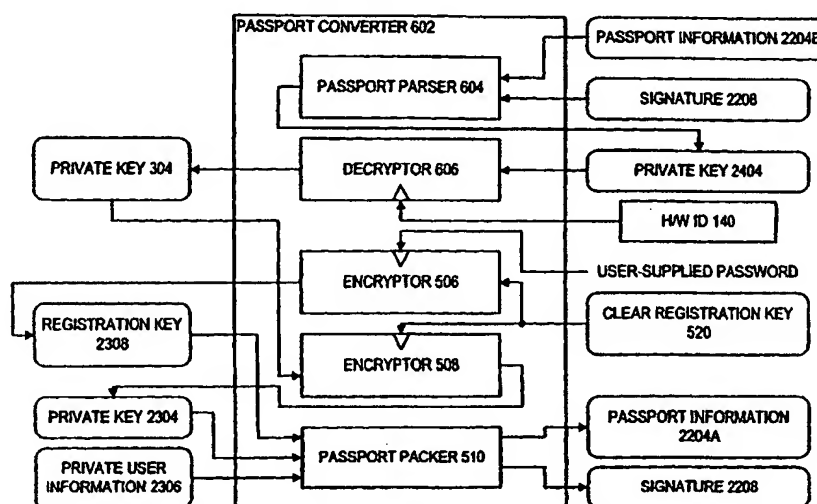 PASSPORT CONVERTER 602
PASSPORT INFORMATION 2204B
PASSPORT PARSER 604
SIGNATURE 2208
PRIVATE KEY 304
DECRYPTOR 606
PRIVATE KEY 2404
H/W ID 140
ENCRYPTOR 506
USER-SUPPLIED PASSWORD
REGISTRATION KEY
2308
CLEAR REGISTRATION KEY
520
ENCRYPTOR 508
PRIVATE KEY 2304
PASSPORT INFORMATION
2204A
PRIVATE USER
INFORMATION 2306
PASSPORT PACKER 510
SIGNATURE 2208